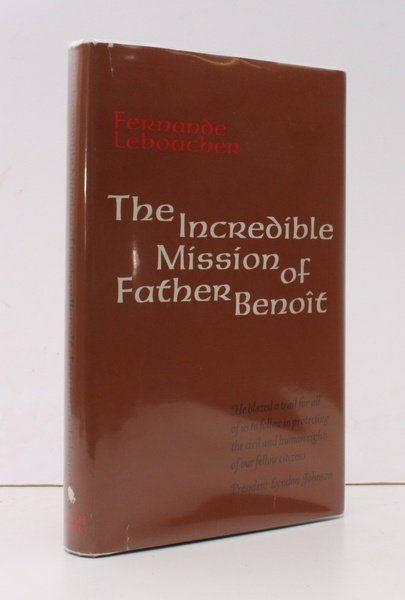 Fernande
Leboucher
The Incredible
Mission of
Father Benoît
He blazed a trail for all
of us to follow in protecting
the civil and human rights
of our fellow citizens
President Lyndon Johnson